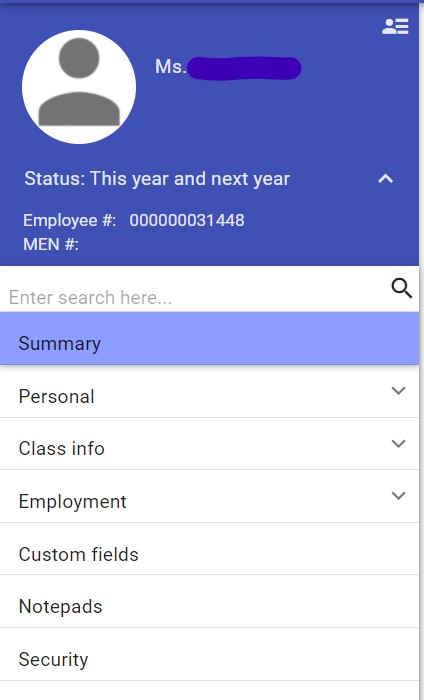 Ms.
Status: This year and next year
Employee #: 000000031448
MEN #:
Enter search here...
Summary
Personal
Class info
Employment
Custom fields
Notepads
Security